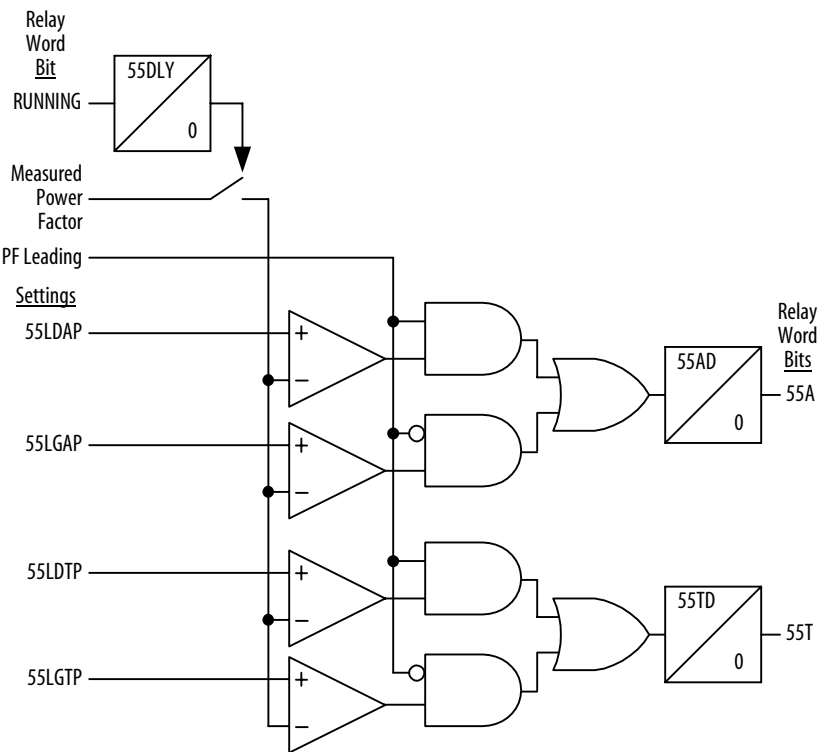 Relay
Word
Bit
RUNNING
55DLY
0
Measured
Power
Factor
PF Leading
Settings
55LDAP
+
−
55LGAP
+
−
55AD
0
Relay
Word
Bits
55A
55LDTP
+
−
55LGTP
+
−
55TD
0
55T